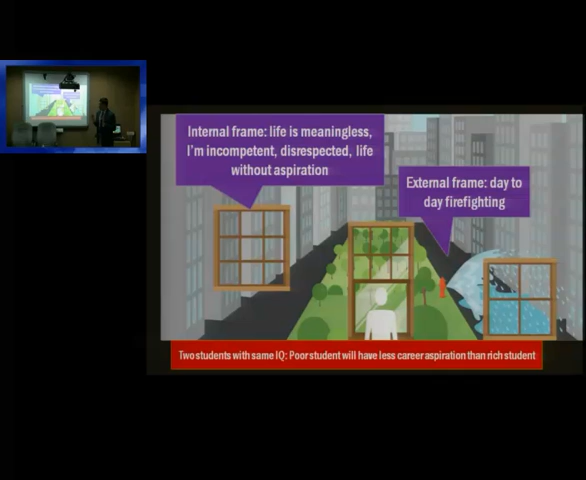 Internal frame: life is meaningless,
I'm incompetent, disrespected, life
without aspiration
External frame: day to
day firefighting
Two students with same IQ: Poor student will have less career aspiration than rich student